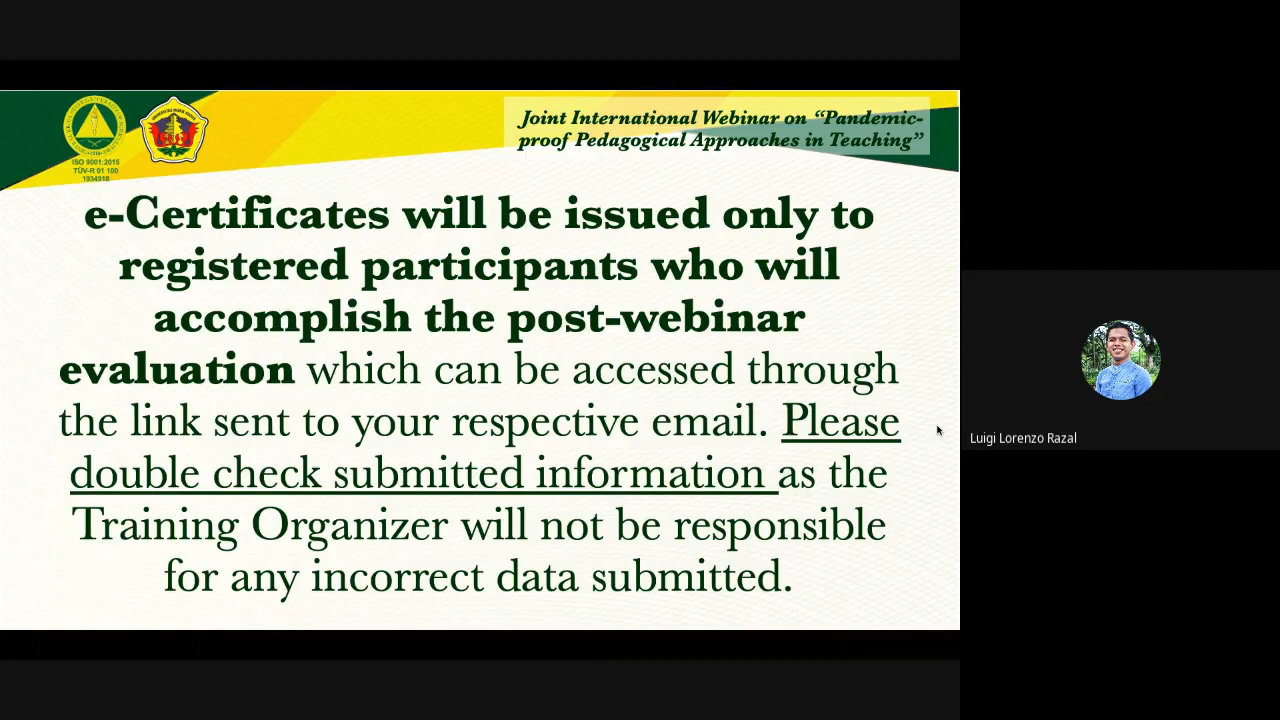 Joint International Webinar on “Pandemic-
proof Pedagogical Approaches in Teaching”
ISO 9001:2015
TÜV-R 01 100
1934918
e-Certificates will be issued only to
registered participants who will
accomplish the post-webinar
evaluation which can be accessed through
the link sent to your respective email. Please
double check submitted information as the
Training Organizer will not be responsible
for any incorrect data submitted.
Luigi Lorenzo Razal